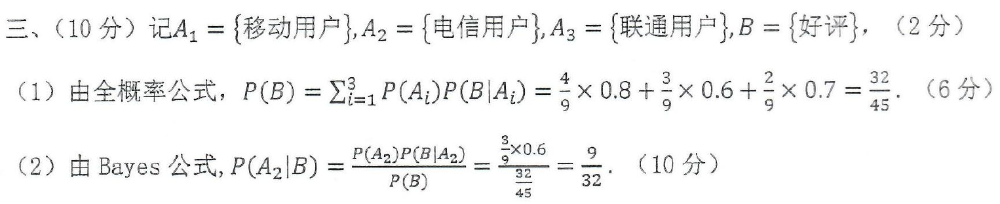 三、（10 分）记$A_1 = \{移动用户\}, A_2 = \{电信用户\}, A_3 = \{联通用户\}, B = \{好评\}$，（2 分）
（1）由全概率公式，$P(B) = \sum_{i=1}^{3} P(A_i)P(B|A_i) = \frac{4}{9} \times 0.8 + \frac{3}{9} \times 0.6 + \frac{2}{9} \times 0.7 = \frac{32}{45}$.（6 分）
（2）由 Bayes 公式, $P(A_2|B) = \frac{P(A_2)P(B|A_2)}{P(B)} = \frac{\frac{3}{9} \times 0.6}{\frac{32}{45}} = \frac{9}{32}$.（10 分）